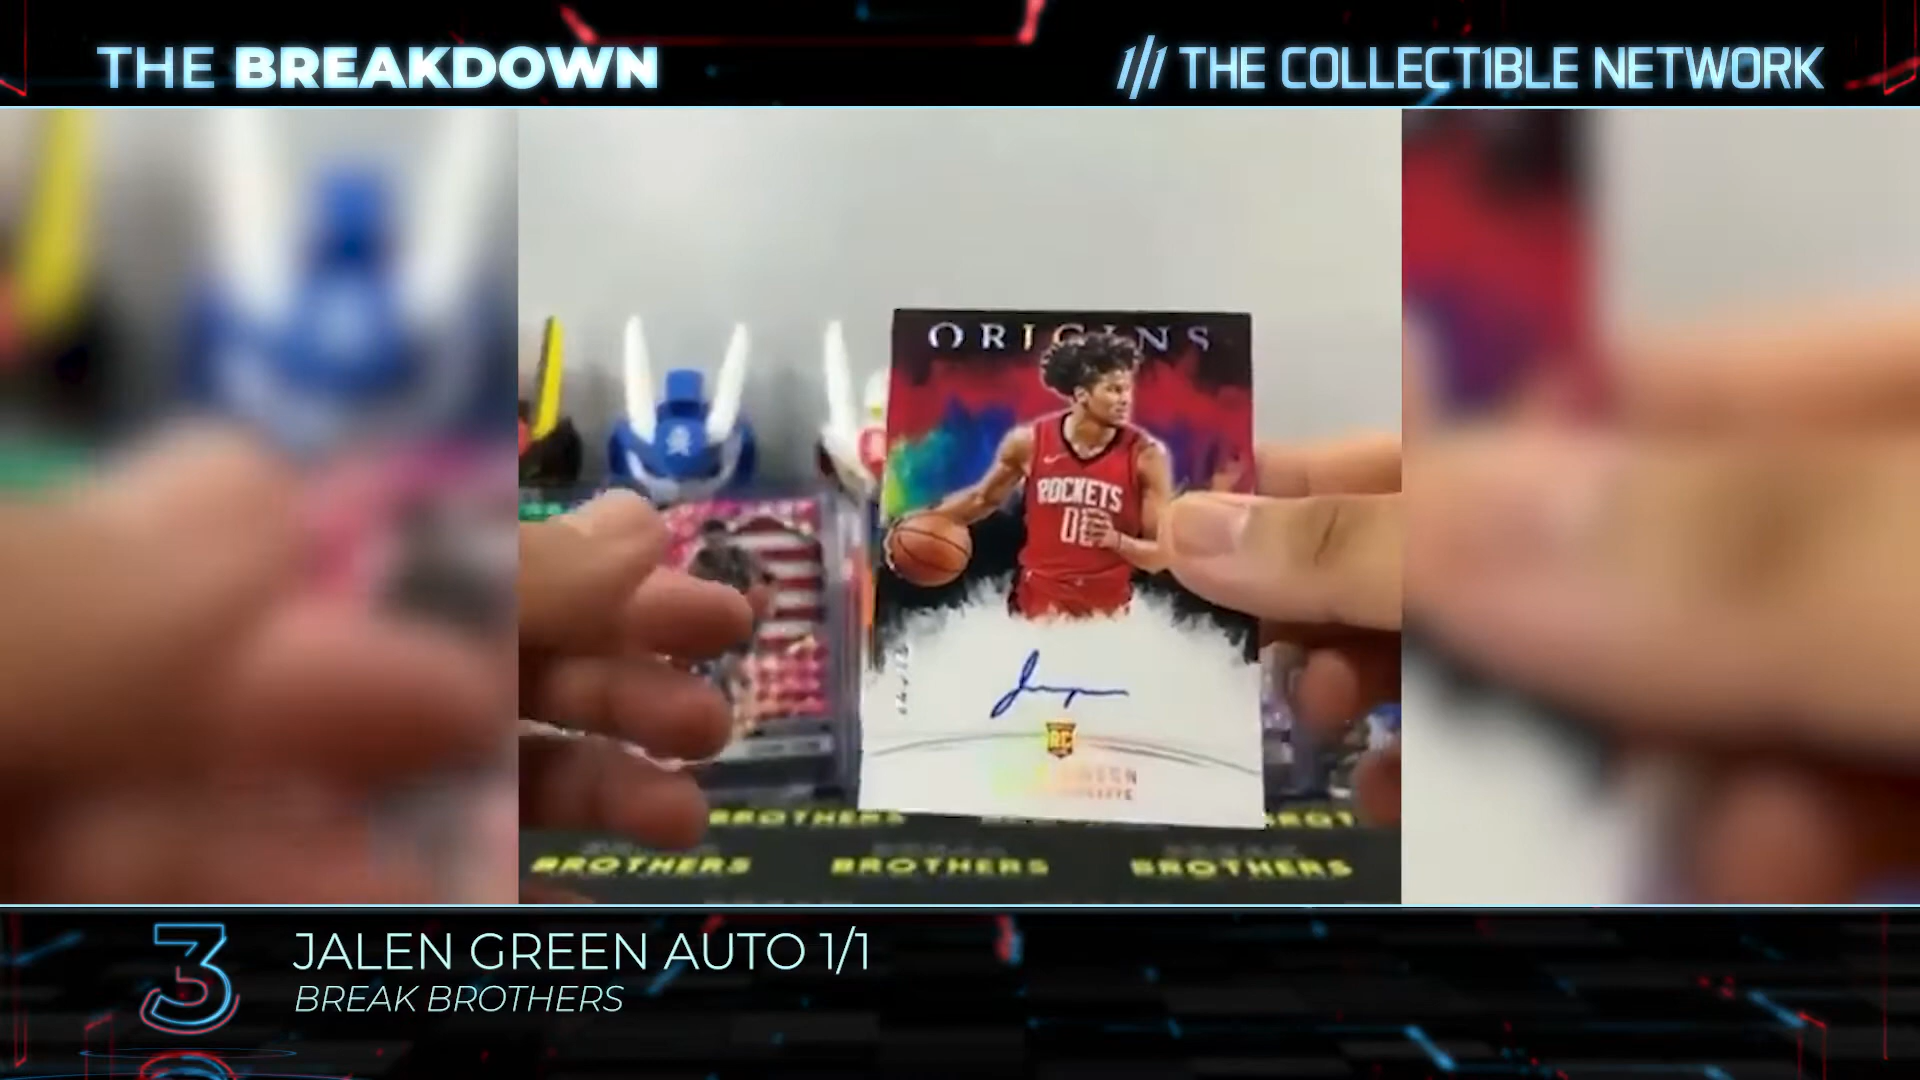 THE BREAKDOWN
THE COLLECT1BLE NETWORK
ORIGINS
ROCKETS
RC
BROTHERS
BROTHERS BROTHERS BROTHERS
3 JALEN GREEN AUTO 1/1
BREAK BROTHERS